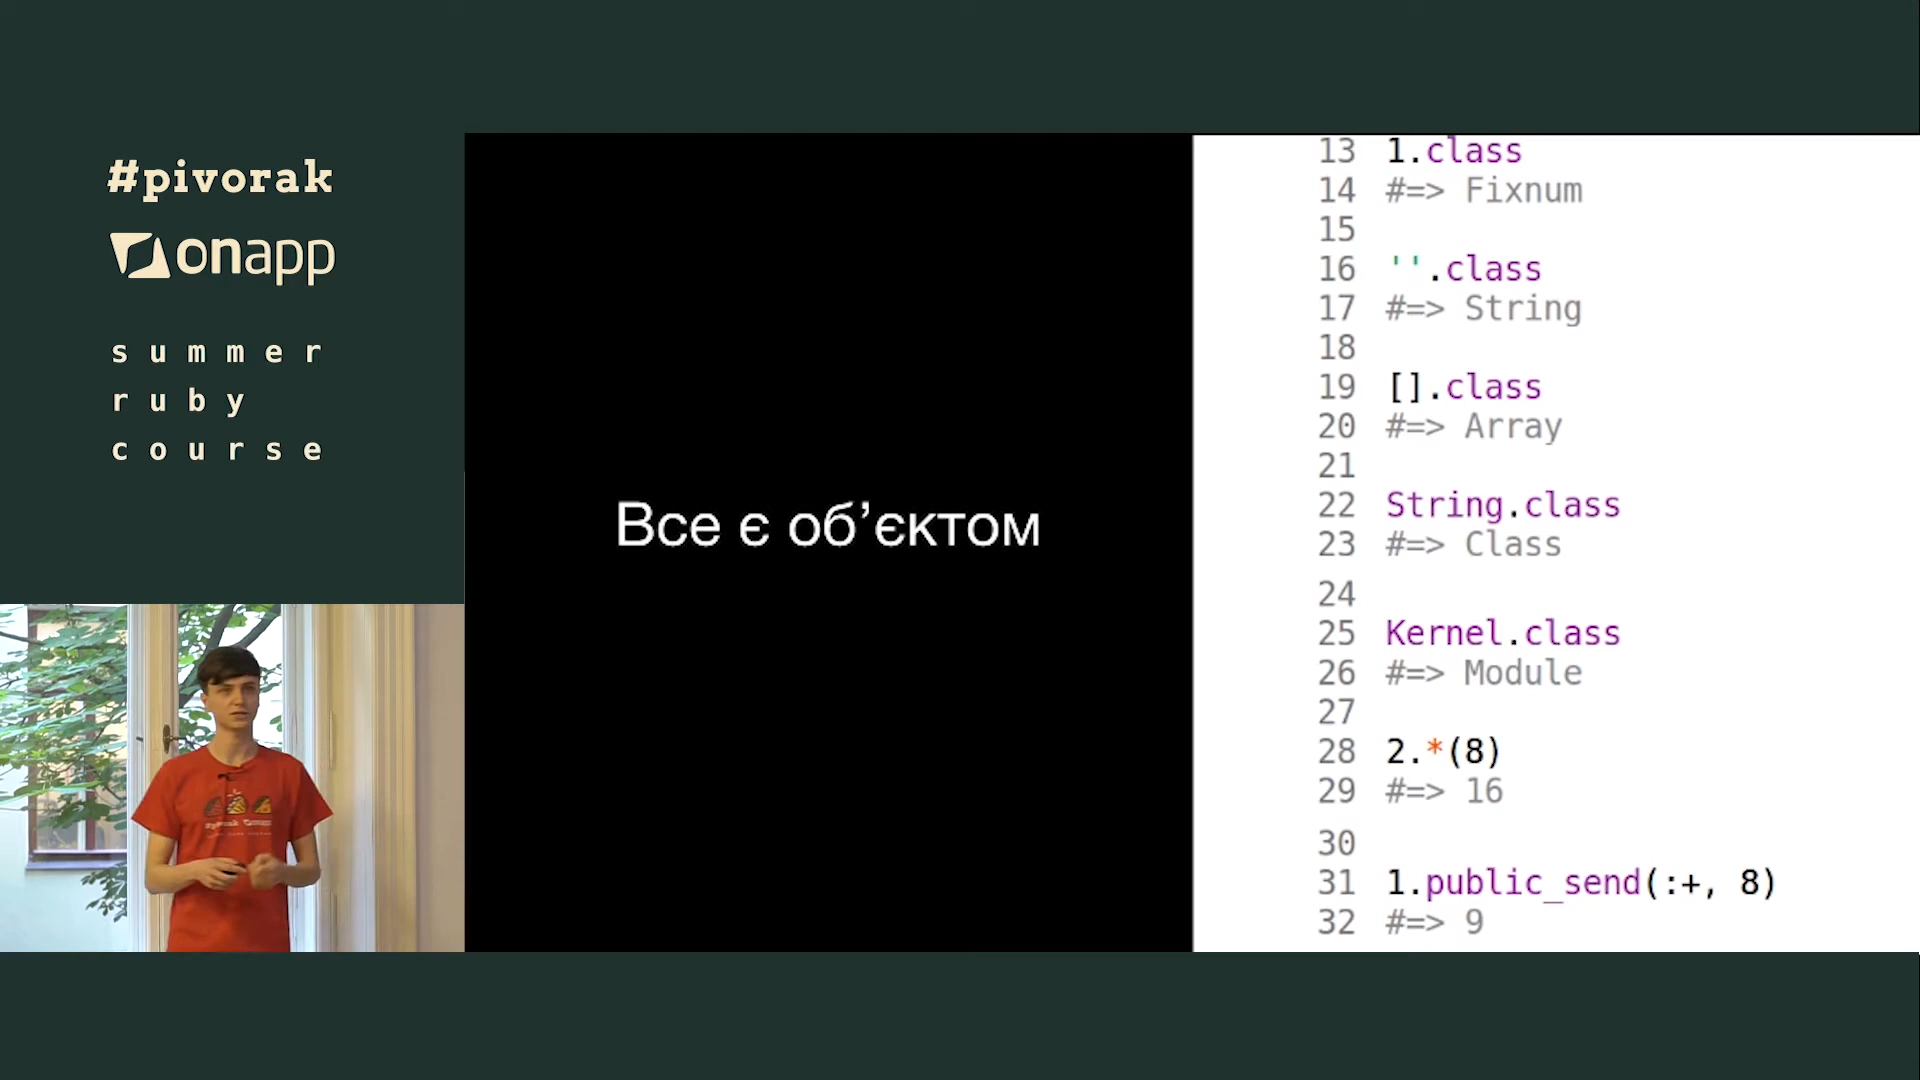 #pivorak
onapp
summer
ruby
course
Все є об’єктом
13 1.class
14 #=> Fixnum
15
16 ''.class
17 #=> String
18
19 [].class
20 #=> Array
21
22 String.class
23 #=> Class
24
25 Kernel.class
26 #=> Module
27
28 2.*(8)
29 #=> 16
30
31 1.public_send(:+, 8)
32 #=> 9